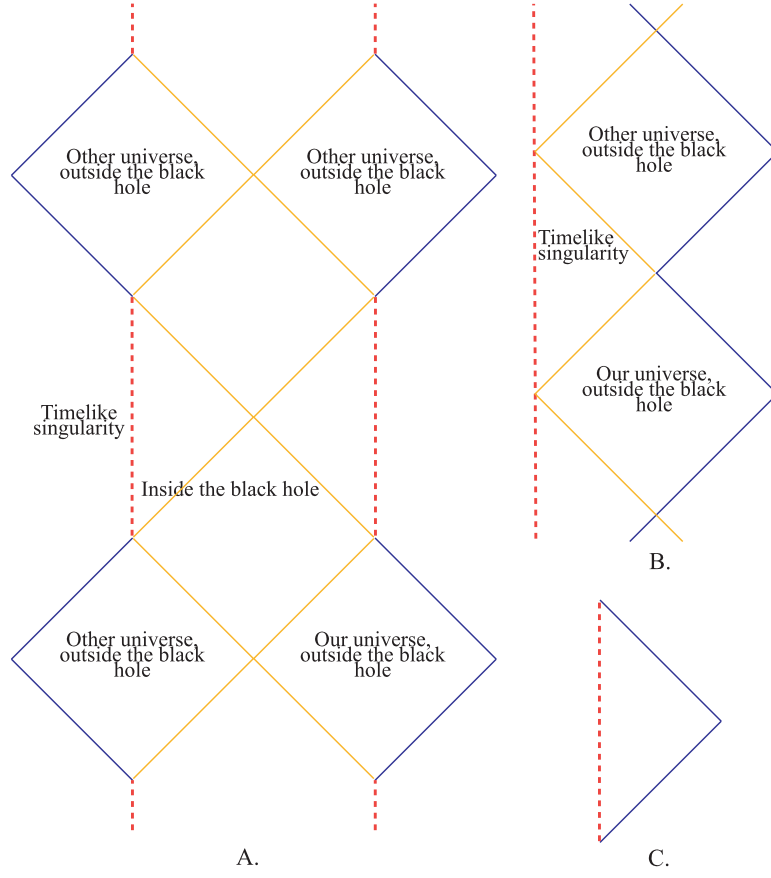 Other universe,
outside the black
hole
Other universe,
outside the black
hole
Timelike
singularity
Inside the black hole
Other universe,
outside the black
hole
Our universe,
outside the black
hole
A.
Other universe,
outside the black
hole
Timelike
singularity
Our universe,
outside the black
hole
B.
C.